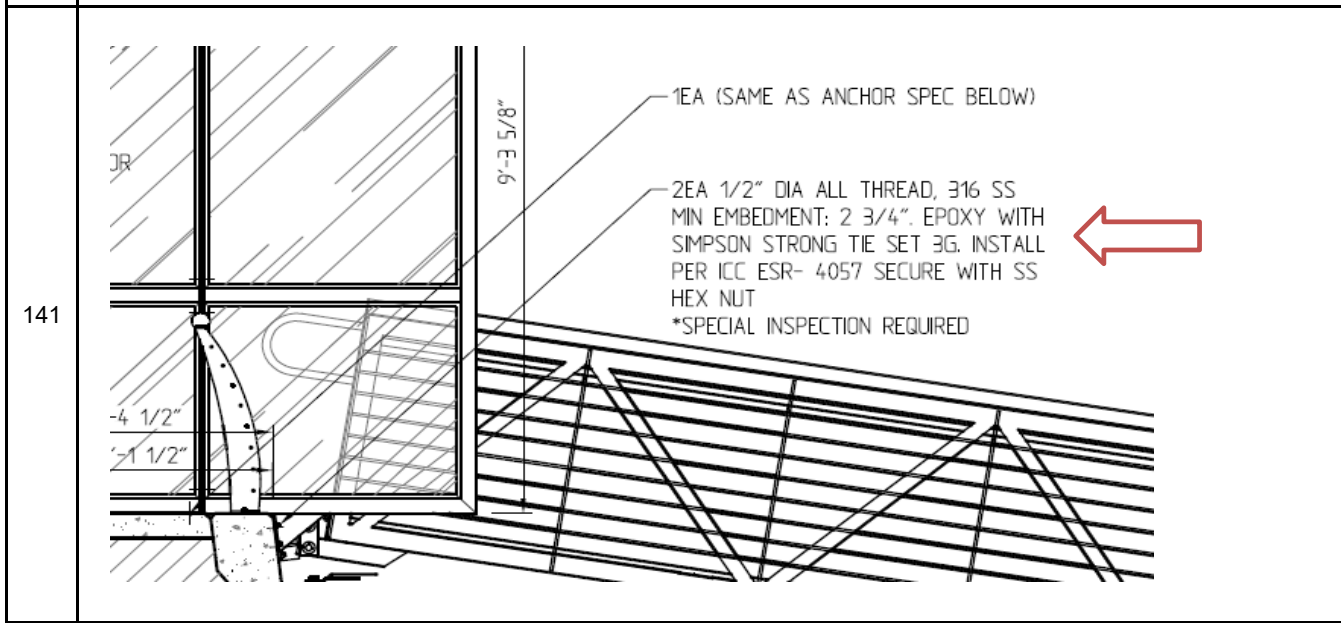 141
1EA (SAME AS ANCHOR SPEC BELOW)
9'-3 5/8"
2EA 1/2" DIA ALL THREAD, 316 SS
MIN EMBEDMENT: 2 3/4". EPOXY WITH
SIMPSON STRONG TIE SET 3G. INSTALL
PER ICC ESR- 4057 SECURE WITH SS
HEX NUT
*SPECIAL INSPECTION REQUIRED
OR
-4 1/2"
'-1 1/2"